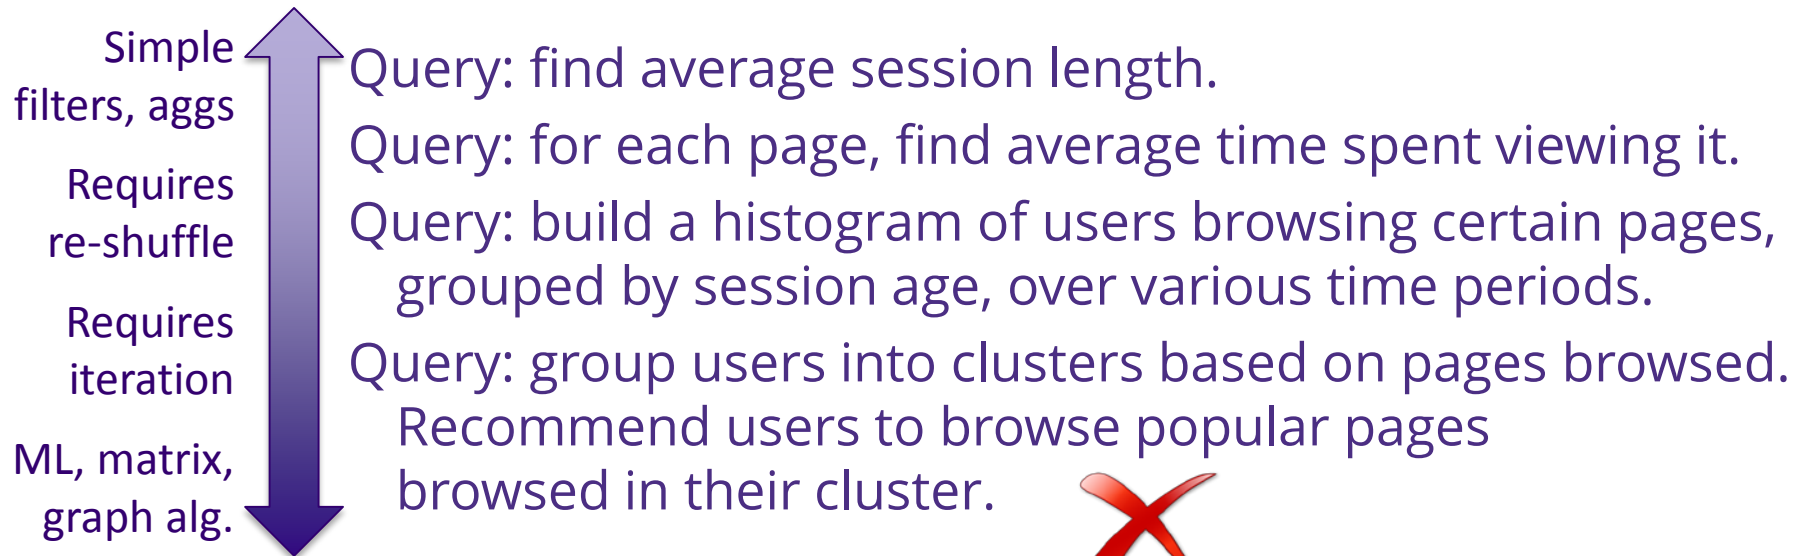 Simple
filters, aggs
Requires
re-shuffle
Requires
iteration
ML, matrix,
graph alg.
Query: find average session length.
Query: for each page, find average time spent viewing it.
Query: build a histogram of users browsing certain pages,
grouped by session age, over various time periods.
Query: group users into clusters based on pages browsed.
Recommend users to browse popular pages
browsed in their cluster.